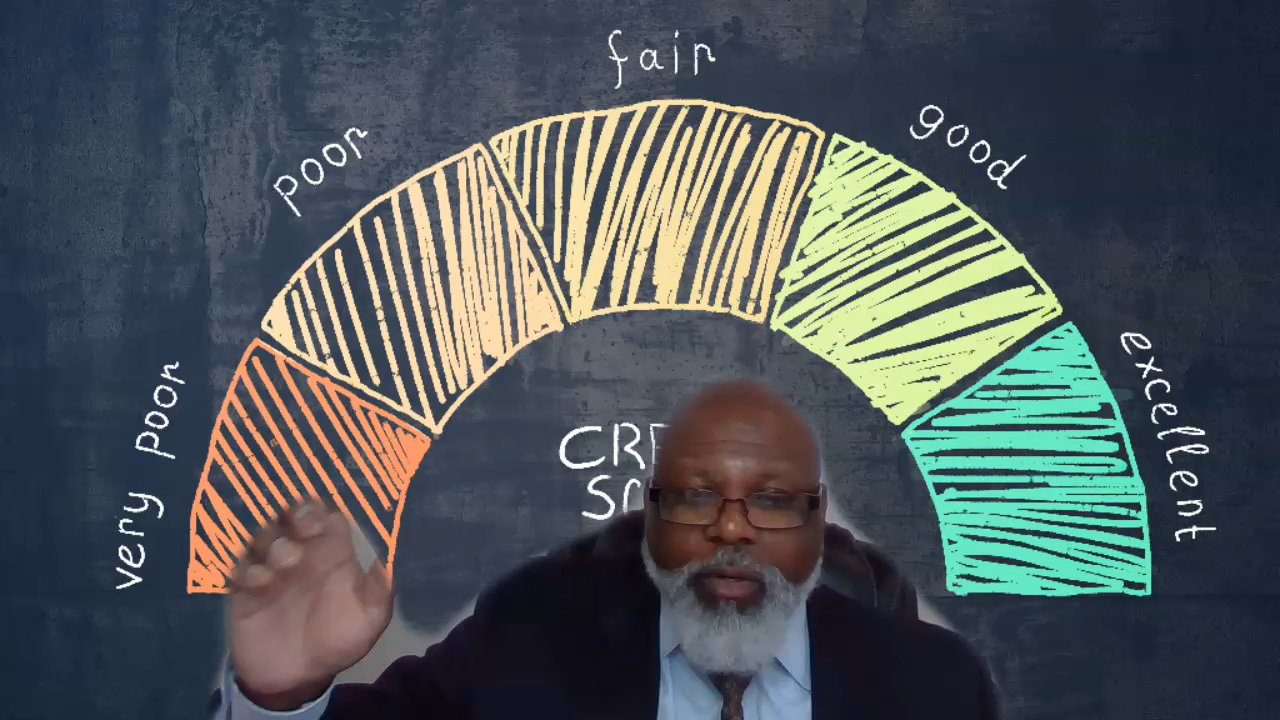 very poor
poor
fair
good
excellent